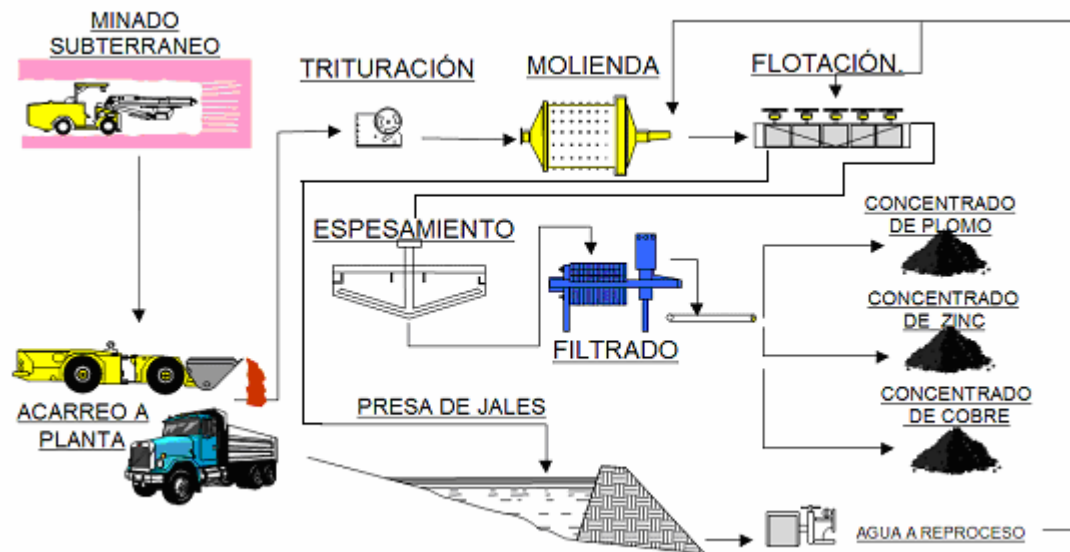 MINADO
SUBTERRANEO
TRITURACIÓN
MOLIENDA
FLOTACIÓN.
ESPESAMIENTO
FILTRADO
CONCENTRADO
DE PLOMO
CONCENTRADO
DE ZINC
CONCENTRADO
DE COBRE
ACARREO A
PLANTA
PRESA DE JALES
AGUA A REPROCESO